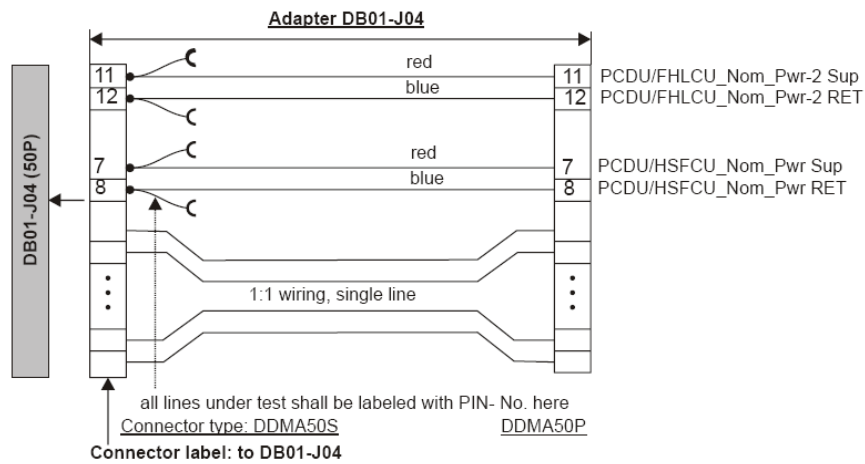 Adapter DB01-J04
red
11 11 PCDU/FHLCU_Nom_Pwr-2 Sup
blue
12 12 PCDU/FHLCU_Nom_Pwr-2 RET
red
7 7 PCDU/HSFCU_Nom_Pwr Sup
blue
8 8 PCDU/HSFCU_Nom_Pwr RET
DB01-J04 (50P)
1:1 wiring, single line
all lines under test shall be labeled with PIN- No. here
Connector type: DDMA50S DDMA50P
Connector label: to DB01-J04